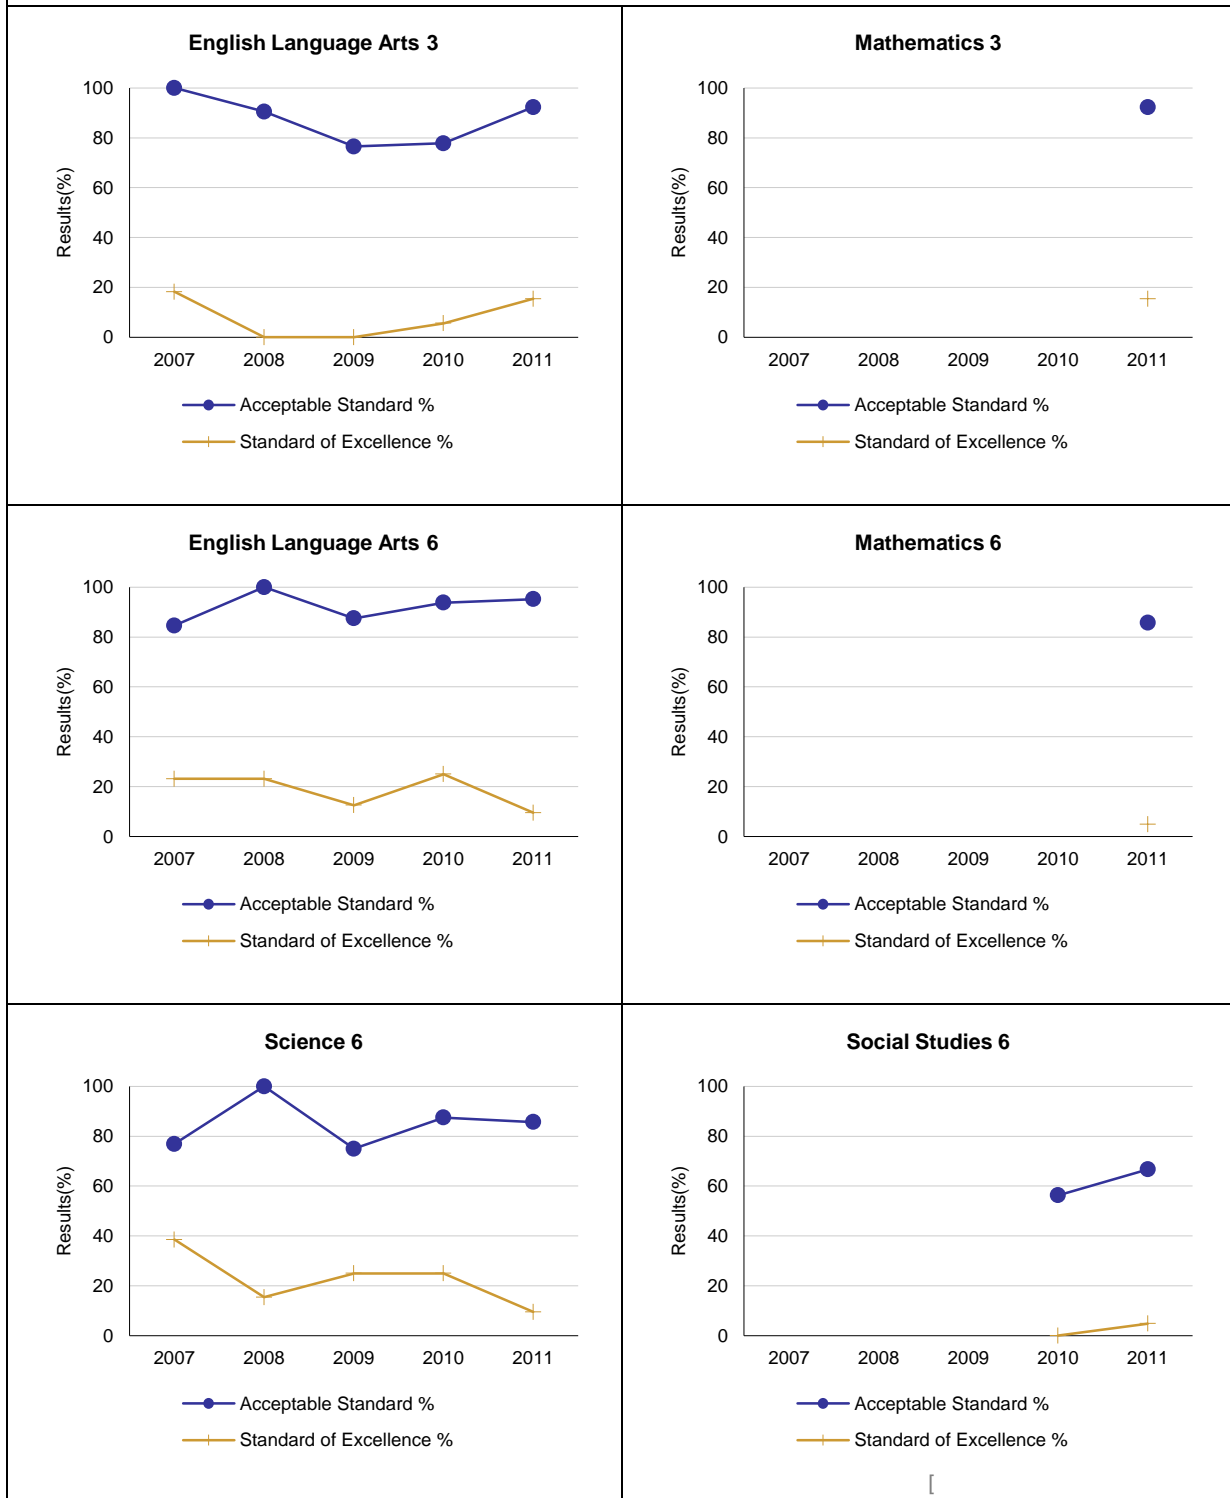 English Language Arts 3
100
80
60
40
20
0
Results(%)
2007 2008 2009 2010 2011
Acceptable Standard %
Standard of Excellence %
Mathematics 3
100
80
60
40
20
0
Results(%)
2007 2008 2009 2010 2011
Acceptable Standard %
Standard of Excellence %
English Language Arts 6
100
80
60
40
20
0
Results(%)
2007 2008 2009 2010 2011
Acceptable Standard %
Standard of Excellence %
Mathematics 6
100
80
60
40
20
0
Results(%)
2007 2008 2009 2010 2011
Acceptable Standard %
Standard of Excellence %
Science 6
100
80
60
40
20
0
Results(%)
2007 2008 2009 2010 2011
Acceptable Standard %
Standard of Excellence %
Social Studies 6
100
80
60
40
20
0
Results(%)
2007 2008 2009 2010 2011
Acceptable Standard %
Standard of Excellence %
[